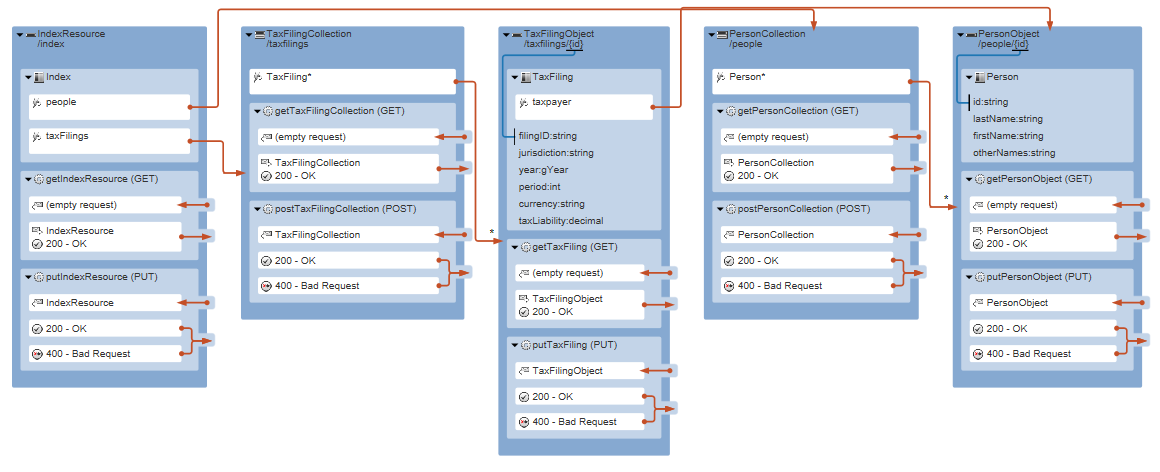 IndexResource
/index
Index
people
taxFilings
getIndexResource (GET)
(empty request)
IndexResource
200 - OK
putIndexResource (PUT)
IndexResource
200 - OK
400 - Bad Request
TaxFilingCollection
/taxfilings
TaxFiling*
getTaxFilingCollection (GET)
(empty request)
TaxFilingCollection
200 - OK
postTaxFilingCollection (POST)
TaxFilingCollection
200 - OK
400 - Bad Request
*
TaxFilingObject
/taxfilings/{id}
TaxFiling
taxpayer
filingID:string
jurisdiction:string
year:gYear
period:int
currency:string
taxLiability:decimal
getTaxFiling (GET)
(empty request)
TaxFilingObject
200 - OK
putTaxFiling (PUT)
TaxFilingObject
200 - OK
400 - Bad Request
PersonCollection
/people
Person*
getPersonCollection (GET)
(empty request)
PersonCollection
200 - OK
postPersonCollection (POST)
PersonCollection
200 - OK
400 - Bad Request
*
PersonObject
/people/{id}
Person
id:string
lastName:string
firstName:string
otherNames:string
getPersonObject (GET)
(empty request)
PersonObject
200 - OK
putPersonObject (PUT)
PersonObject
200 - OK
400 - Bad Request